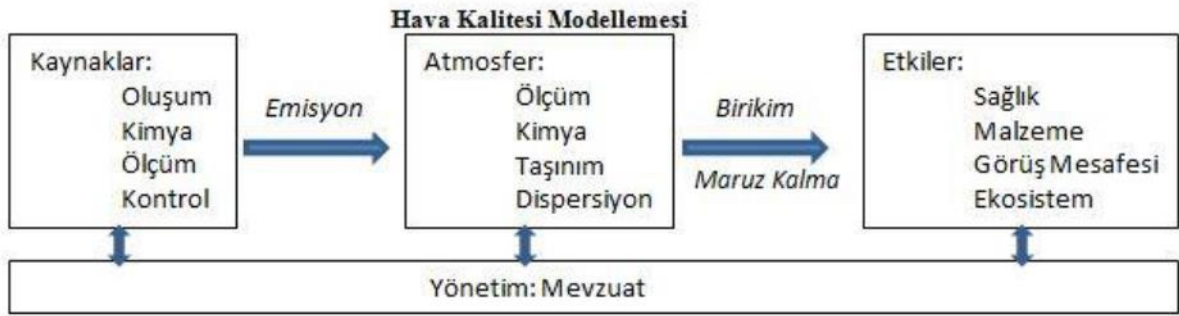 Hava Kalitesi Modellemesi
Kaynaklar:
Oluşum
Kimya
Ölçüm
Kontrol
Emisyon
Atmosfer:
Ölçüm
Kimya
Taşınım
Dispersiyon
Birikim
Maruz Kalma
Etkiler:
Sağlık
Malzeme
Görüş Mesafesi
Ekosistem
Yönetim: Mevzuat